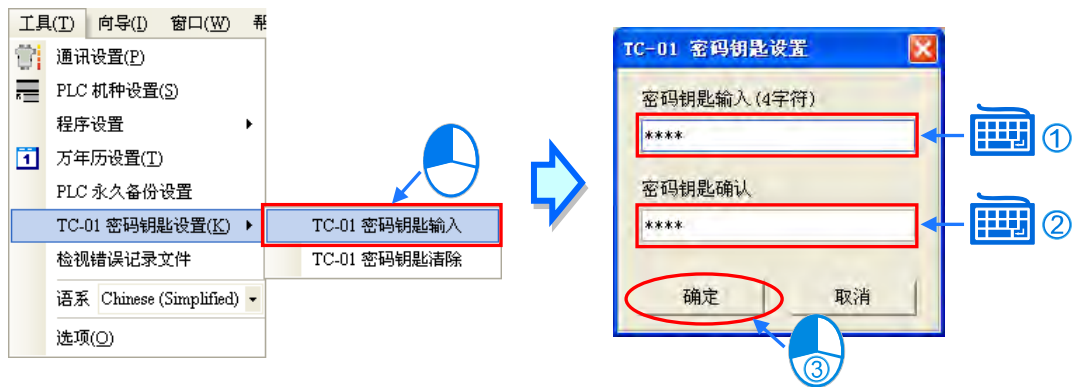 工具(T) 向导(I) 窗口(W)
通讯设置(P)
PLC 机种设置(S)
程序设置
1 万年历设置(T)
PLC 永久备份设置
TC-01 密码钥匙设置(K)
检视错误记录文件
语系 Chinese (Simplified)
选项(O)
TC-01 密码钥匙输入
TC-01 密码钥匙清除
TC-01 密码钥匙设置
密码钥匙输入(4字符)
****
①
密码钥匙确认
****
②
确定 取消
③